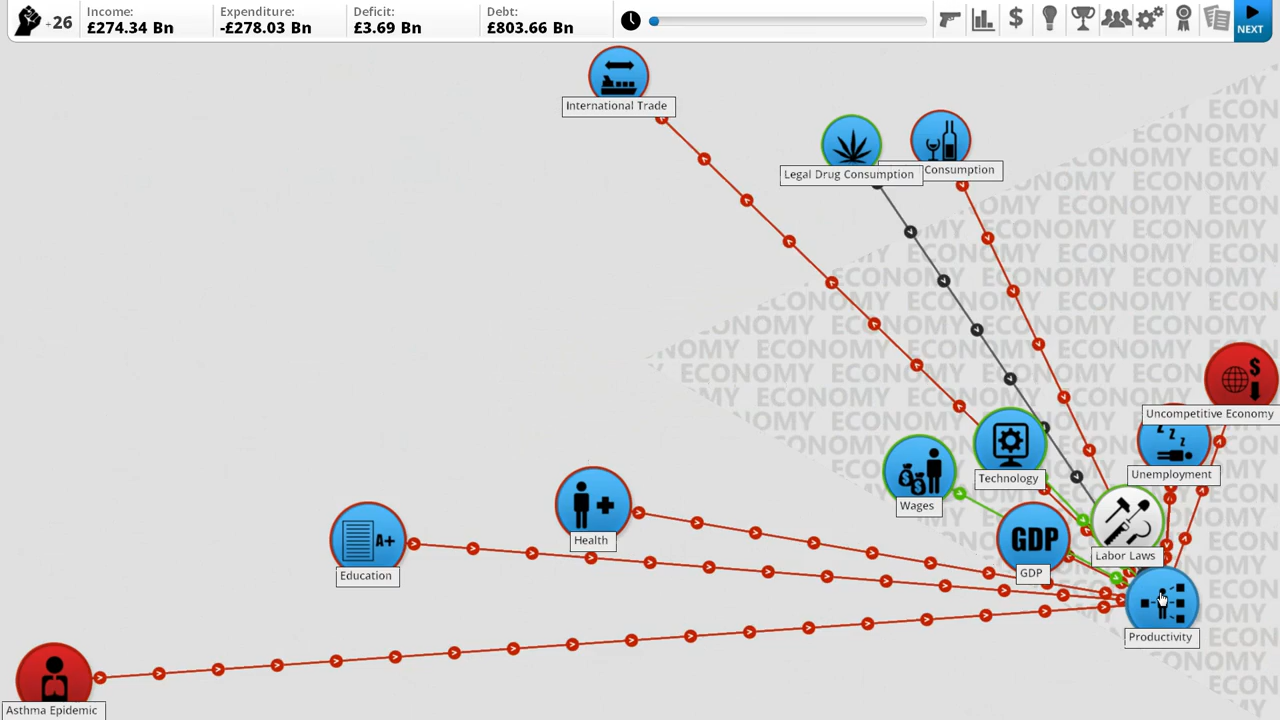 +26
Income:
£274.34 Bn
Expenditure:
-£278.03 Bn
Deficit:
£3.69 Bn
Debt:
£803.66 Bn
$
NEXT
International Trade
Legal Drug Consumption
Consumption
Uncompetitive Economy
Unemployment
Technology
Wages
Labor Laws
GDP
GDP
Health
A+
Education
Productivity
Asthma Epidemic
ECONOMY ECONOMY ECONOMY